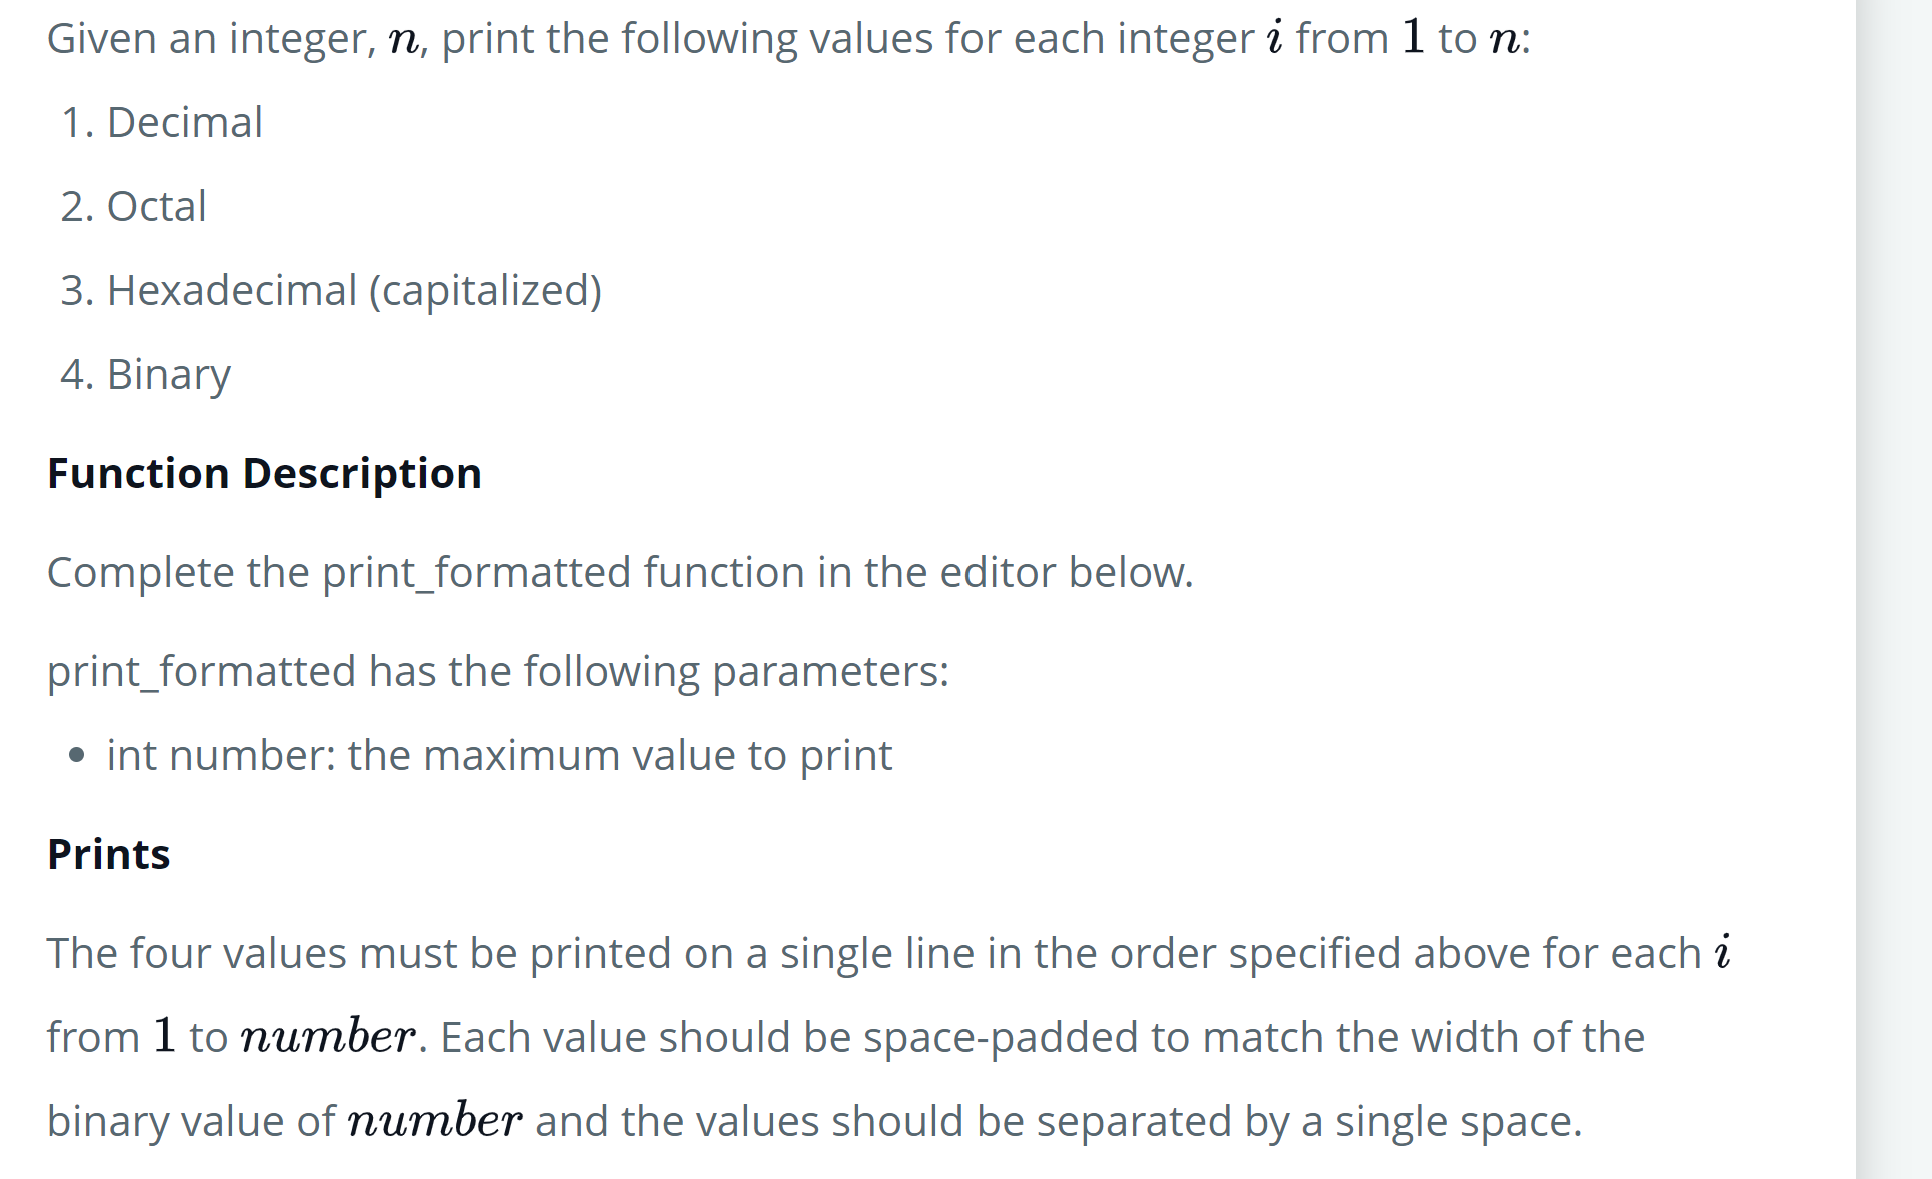 Given an integer, n, print the following values for each integer i from 1 to n:
1. Decimal
2. Octal
3. Hexadecimal (capitalized)
4. Binary
Function Description
Complete the print_formatted function in the editor below.
print_formatted has the following parameters:
• int number: the maximum value to print
Prints
The four values must be printed on a single line in the order specified above for each i
from 1 to number. Each value should be space-padded to match the width of the
binary value of number and the values should be separated by a single space.